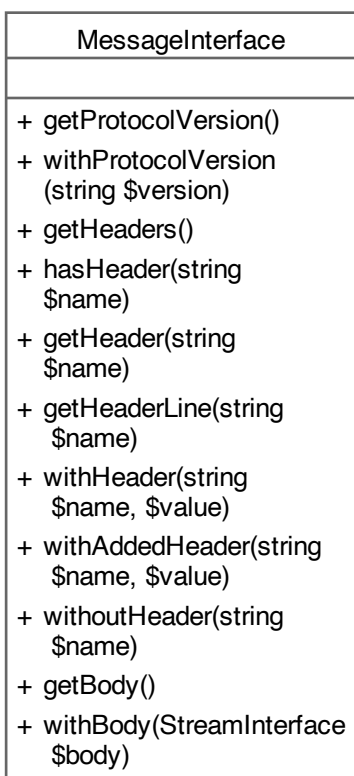 MessageInterface
+ getProtocolVersion()
+ withProtocolVersion
(string $version)
+ getHeaders()
+ hasHeader(string
$name)
+ getHeader(string
$name)
+ getHeaderLine(string
$name)
+ withHeader(string
$name, $value)
+ withAddedHeader(string
$name, $value)
+ withoutHeader(string
$name)
+ getBody()
+ withBody(StreamInterface
$body)